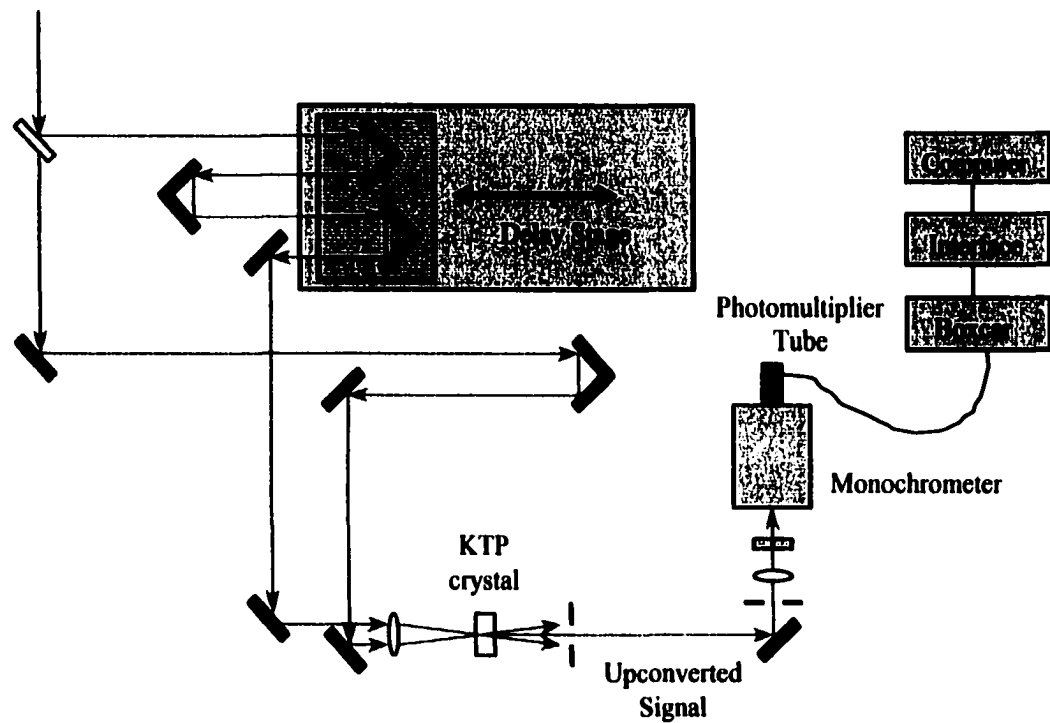 Computer
Interface
Delay Stage
Boxcar
Photomultiplier
Tube
Monochrometer
KTP
crystal
Upconverted
Signal